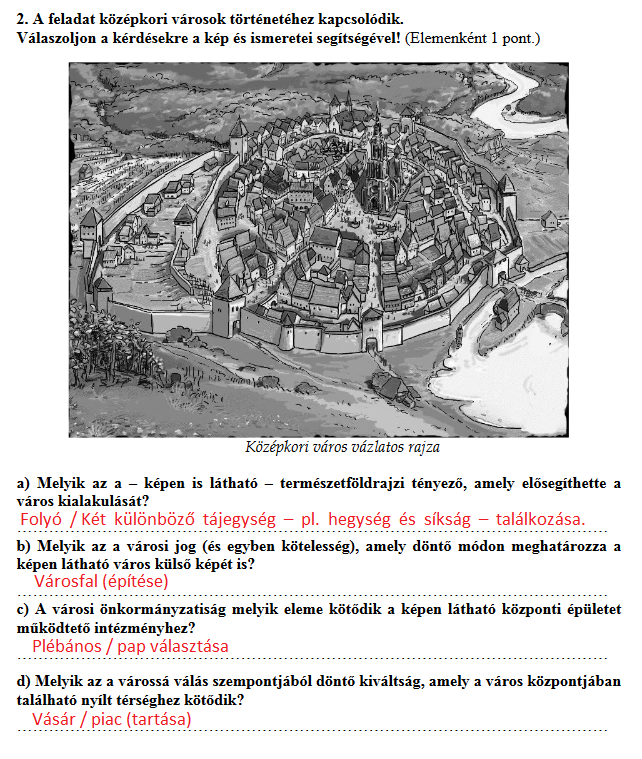 2. A feladat középkori városok történetéhez kapcsolódik.
Válaszoljon a kérdésekre a kép és ismeretei segítségével! (Elemenként 1 pont.)
Középkori város vázlatos rajza
a) Melyik az a – képen is látható – természetföldrajzi tényező, amely elősegíthette a
város kialakulását?
Folyó / Két különböző tájegység – pl. hegység és síkság – találkozása.
b) Melyik az a városi jog (és egyben kötelesség), amely döntő módon meghatározza a
képen látható város külső képét is?
Városfal (építése)
c) A városi önkormányzatiság melyik eleme kötődik a képen látható központi épületet
működtető intézményhez?
Plébános / pap választása
d) Melyik az a várossá válás szempontjából döntő kiváltság, amely a város központjában
található nyílt térséghez kötődik?
Vásár / piac (tartása)